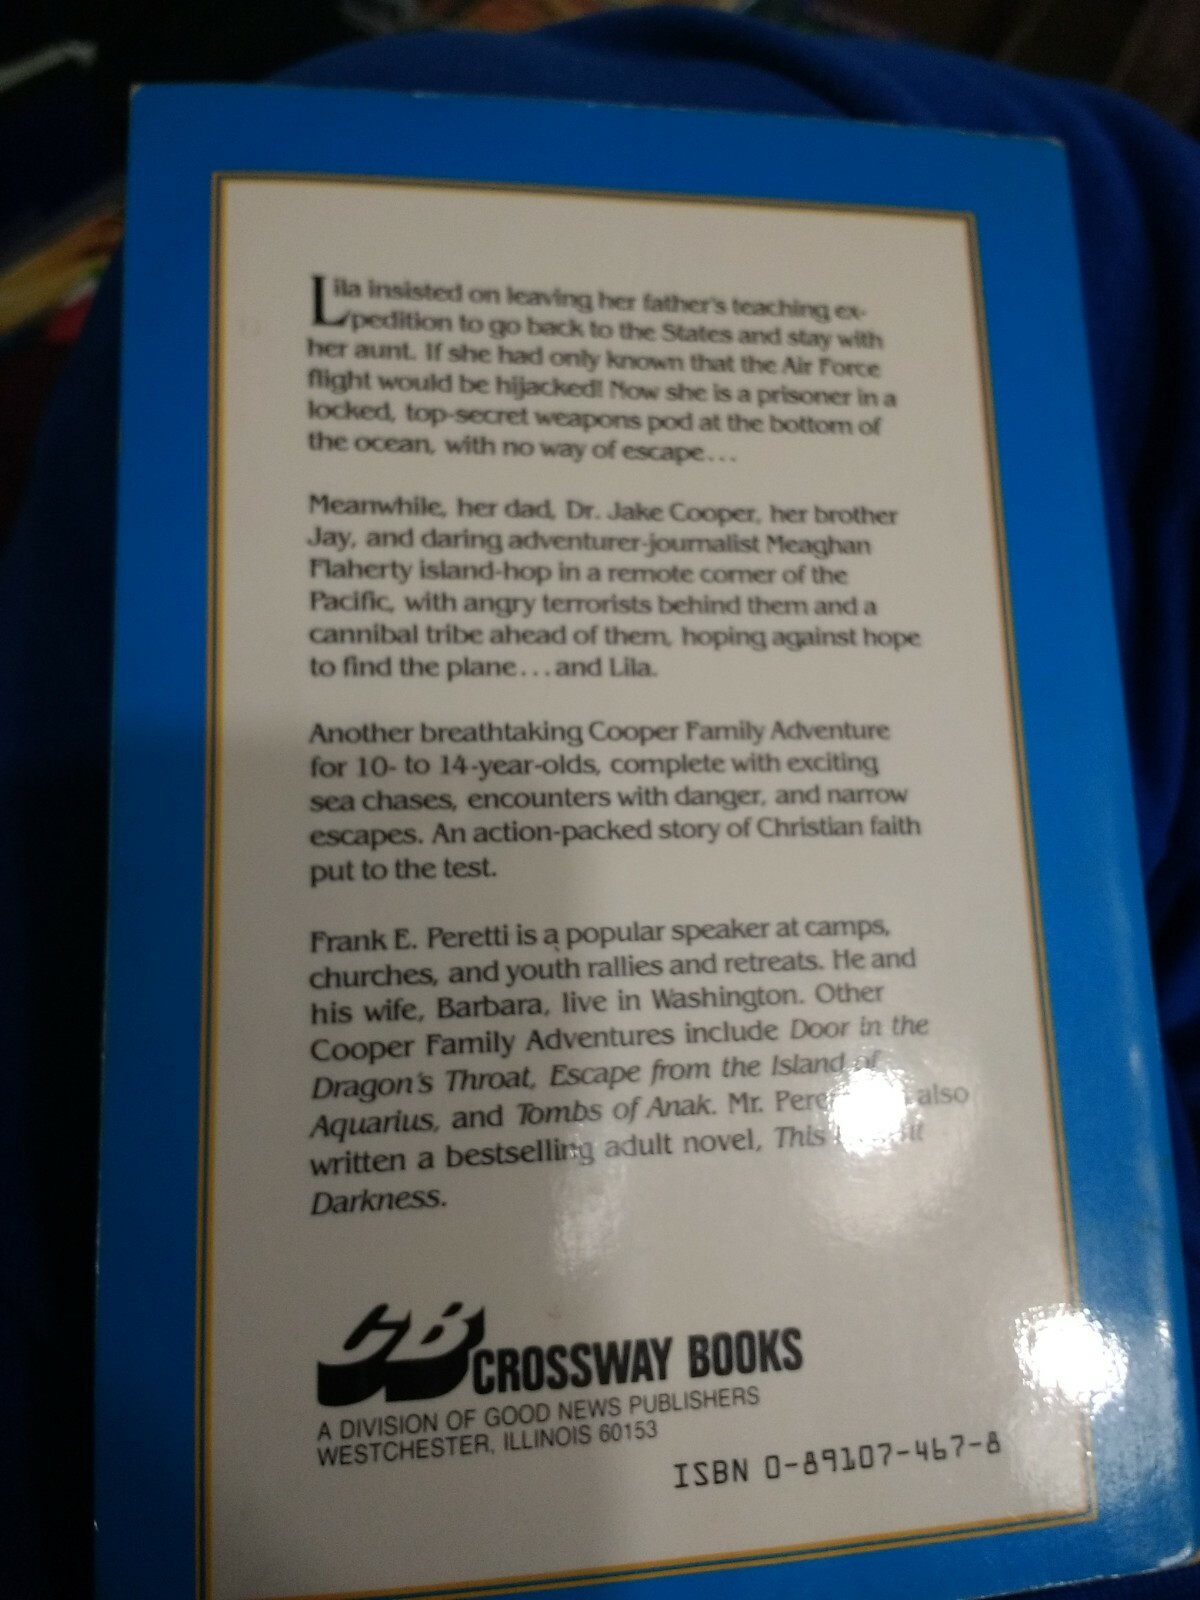 Lila insisted on leaving her father's teaching ex-
pedition to go back to the States and stay with
her aunt. If she had only known that the Air Force
flight would be hijacked! Now she is a prisoner in a
locked, top-secret weapons pod at the bottom of
the ocean, with no way of escape...
Meanwhile, her dad, Dr. Jake Cooper, her brother
Jay, and daring adventurer-journalist Meaghan
Flaherty island-hop in a remote corner of the
Pacific, with angry terrorists behind them and a
cannibal tribe ahead of them, hoping against hope
to find the plane...and Lila.
Another breathtaking Cooper Family Adventure
for 10- to 14-year-olds, complete with exciting
sea chases, encounters with danger, and narrow
escapes. An action-packed story of Christian faith
put to the test.
Frank E. Peretti is a popular speaker at camps,
churches, and youth rallies and retreats. He and
his wife, Barbara, live in Washington. Other
Cooper Family Adventures include Door in the
Dragon's Throat, Escape from the Island of
Aquarius, and Tombs of Anak. Mr. also
written a bestselling adult novel, This
Darkness.
CB CROSSWAY BOOKS
A DIVISION OF GOOD NEWS PUBLISHERS
WESTCHESTER, ILLINOIS 60153
ISBN 0-89107-467-8